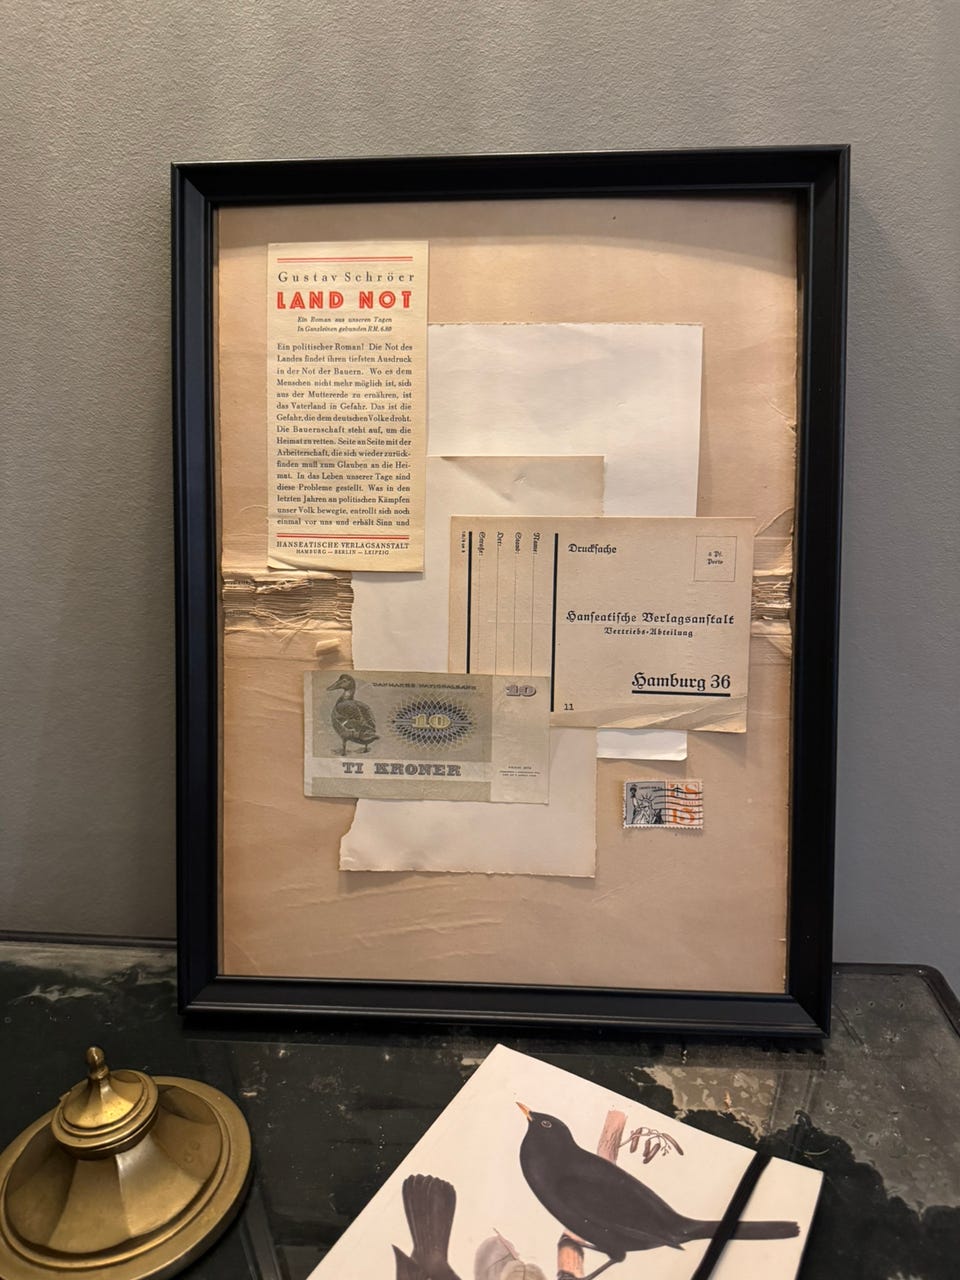 Gustav Schröer
LAND NOT
Ein Roman aus unseren Tagen
In Ganzleinen gebunden RM. 6.80
Ein politischer Roman! Die Not des
Landes findet ihren tiefsten Ausdruck
in der Not der Bauern. Wo es dem
Menschen nicht mehr möglich ist, sich
aus der Muttererde zu ernähren, ist
das Vaterland in Gefahr. Das ist die
Gefahr, die dem deutschen Volke droht.
Die Bauernschaft steht auf, um die
Heimat zu retten. Seite an Seite mit der
Arbeiterschaft, die sich wieder zurück-
finden muß zum Glauben an die Hei-
mat. In das Leben unserer Tage sind
diese Probleme gestellt. Was in den
letzten Jahren an politischen Kämpfen
unser Volk bewegte, entrollt sich noch
einmal vor uns und erhält Sinn und
HANSEATISCHE VERLAGSANSTALT
HAMBURG – BERLIN – LEIPZIG
Name:
Stand:
Ort:
Straße:
Drucksache
Pf.
Porto
Hanseatische Verlagsanstalt
Vertriebs-Abteilung
Hamburg 36
11
DANMARKS NATIONALBANK
10
10
TI KRONER